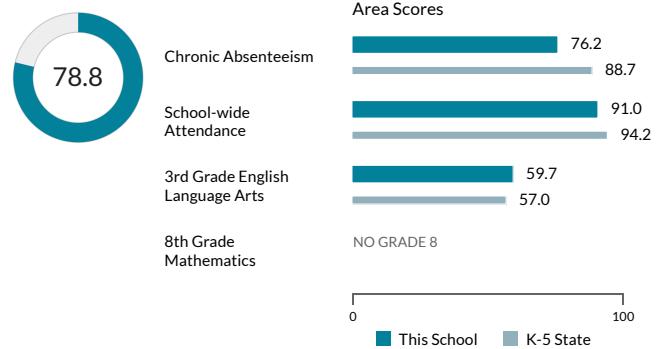 Area Scores
78.8
Chronic Absenteeism
76.2
88.7
School-wide
Attendance
91.0
94.2
3rd Grade English
Language Arts
59.7
57.0
8th Grade
Mathematics
NO GRADE 8
0
100
This School
K-5 State